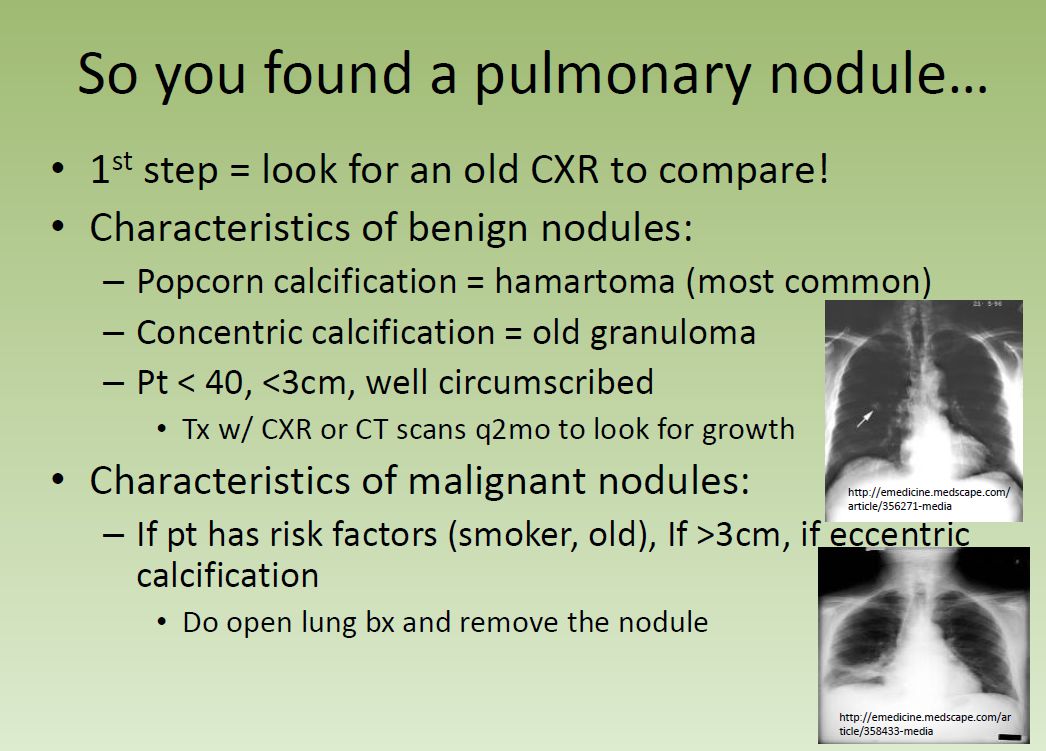 So you found a pulmonary nodule…
• 1st step = look for an old CXR to compare!
• Characteristics of benign nodules:
– Popcorn calcification = hamartoma (most common)
– Concentric calcification = old granuloma
– Pt < 40, <3cm, well circumscribed
• Tx w/ CXR or CT scans q2mo to look for growth
• Characteristics of malignant nodules:
– If pt has risk factors (smoker, old), If >3cm, if eccentric
calcification
• Do open lung bx and remove the nodule
21· 5·96
http://emedicine.medscape.com/
article/356271-media
http://emedicine.medscape.com/ar
ticle/358433-media